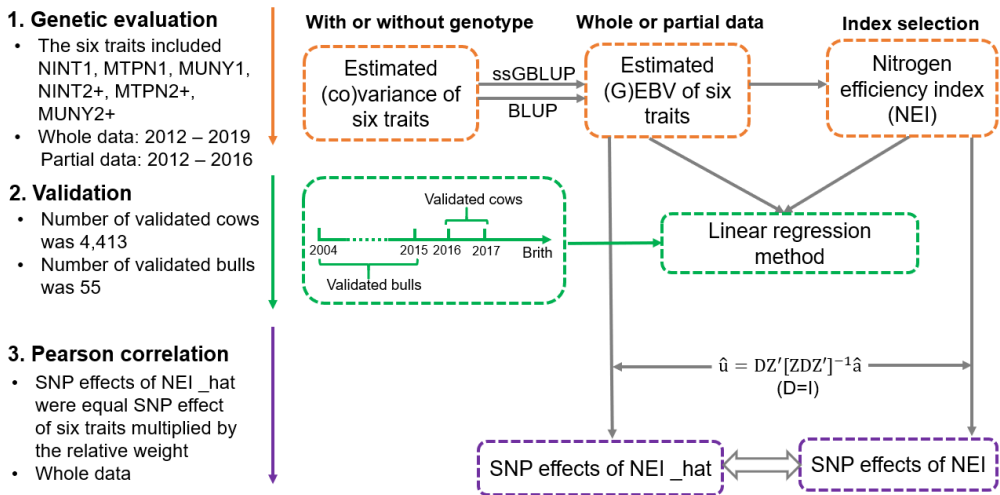 1. Genetic evaluation
• The six traits included
NINT1, MTPN1, MUNY1,
NINT2+, MTPN2+,
MUNY2+
• Whole data: 2012 – 2019
Partial data: 2012 – 2016
2. Validation
• Number of validated cows
was 4,413
• Number of validated bulls
was 55
3. Pearson correlation
• SNP effects of NEI _hat
were equal SNP effect
of six traits multiplied by
the relative weight
• Whole data
With or without genotype
Estimated
(co)variance of
six traits
ssGBLUP
BLUP
Whole or partial data
Estimated
(G)EBV of six
traits
Index selection
Nitrogen
efficiency index
(NEI)
Validated cows
2004
2015
2016
2017
Brith
Validated bulls
Linear regression
method
û = DZ′[ZDZ′]⁻¹â
(D=I)
SNP effects of NEI _hat
SNP effects of NEI